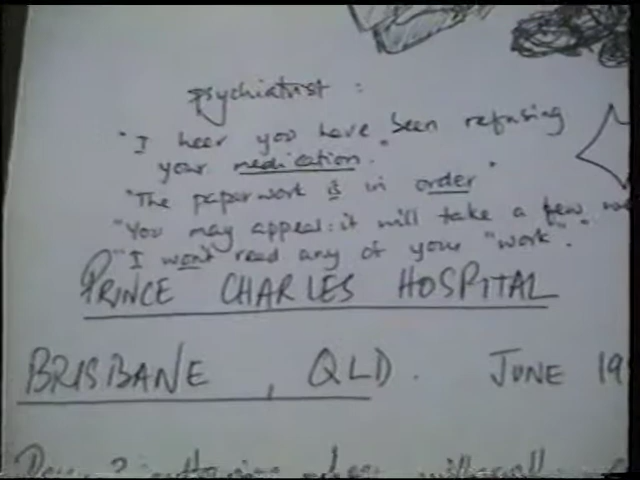 psychiatrist :
"I hear you have been refusing
your medication."
"The paperwork is in order"
"You may appeal: it will take a few
"I won't read any of your "work"."
PRINCE CHARLES HOSPITAL
BRISBANE, QLD. JUNE 19